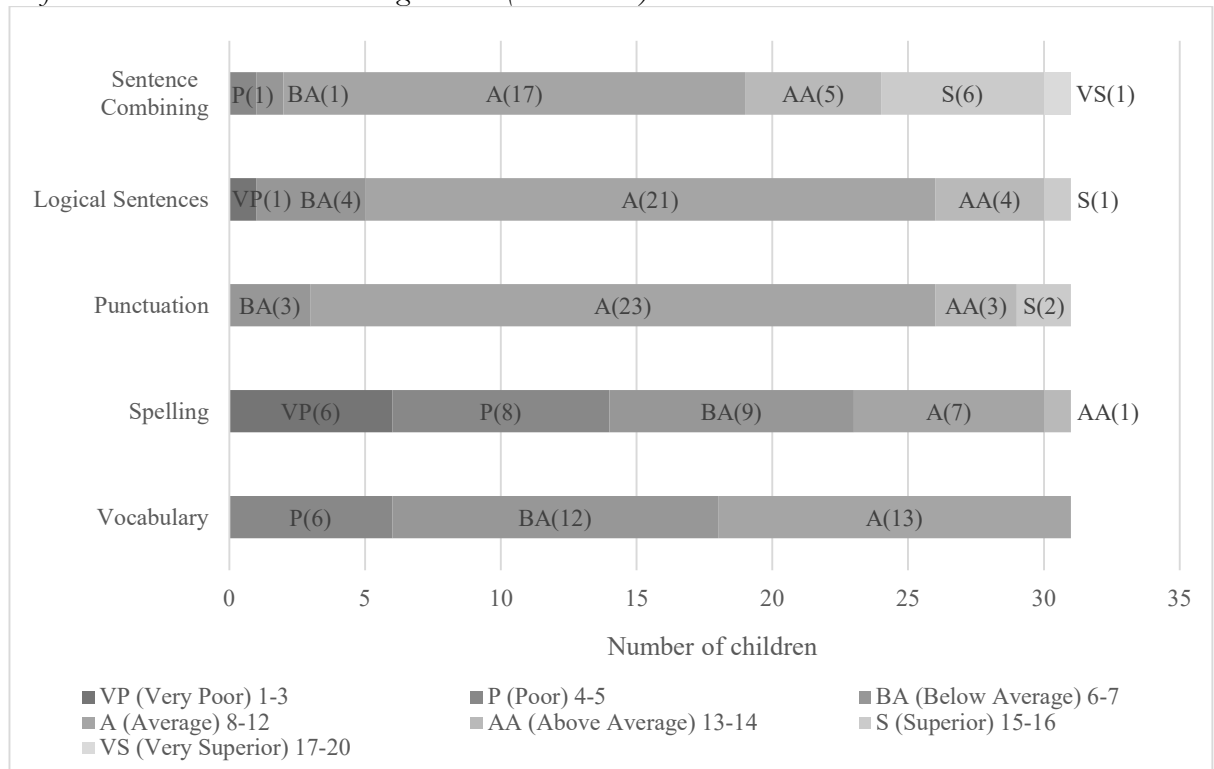 Sentence
Combining
P(1) BA(1) A(17) AA(5) S(6) VS(1)
Logical Sentences VP(1) BA(4) A(21) AA(4) S(1)
Punctuation BA(3) A(23) AA(3) S(2)
Spelling VP(6) P(8) BA(9) A(7) AA(1)
Vocabulary P(6) BA(12) A(13)
0 5 10 15 20 25 30 35
Number of children
VP (Very Poor) 1-3 P (Poor) 4-5 BA (Below Average) 6-7
A (Average) 8-12 AA (Above Average) 13-14 S (Superior) 15-16
VS (Very Superior) 17-20